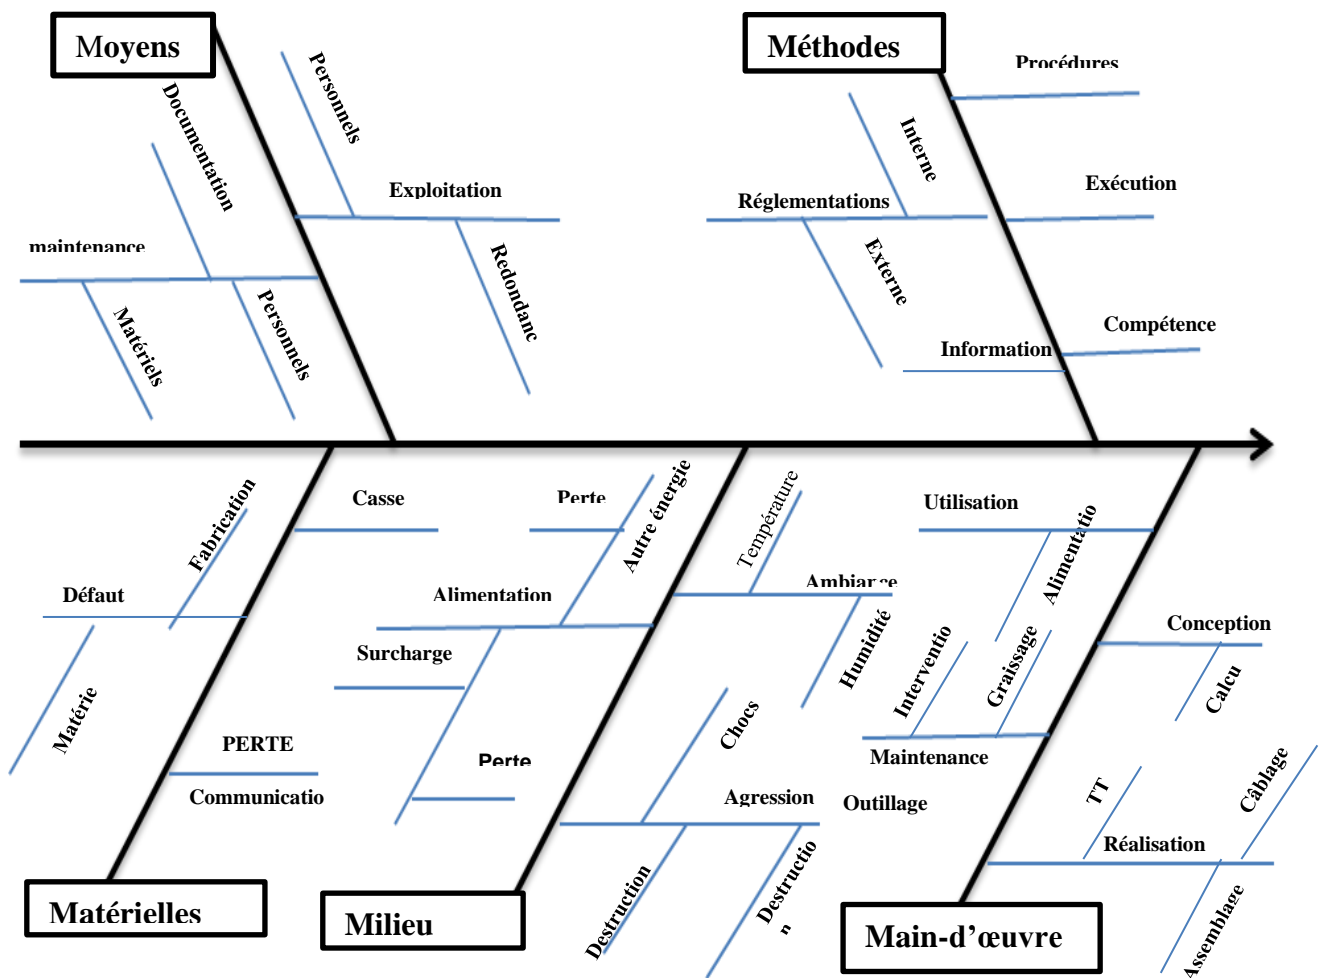 Moyens
Méthodes
Procédures
Personnels
Documentation
Interne
Exploitation
Exécution
Réglementations
maintenance
Externe
Redondanc
Personnels
Matériels
Compétence
Information
Casse
Perte
Autre énergie
Température
Utilisation
Alimentatio
Fabrication
Défaut
Alimentation
Ambiance
Humidité
Conception
Surcharge
Interventio
Graissage
Calcu
Matérie
Chocs
PERTE
Communicatio
Perte
Maintenance
Agression
Outillage
TT
Câblage
Réalisation
Destruction
Destructio
n
Assemblage
Matérielles
Milieu
Main-d'œuvre